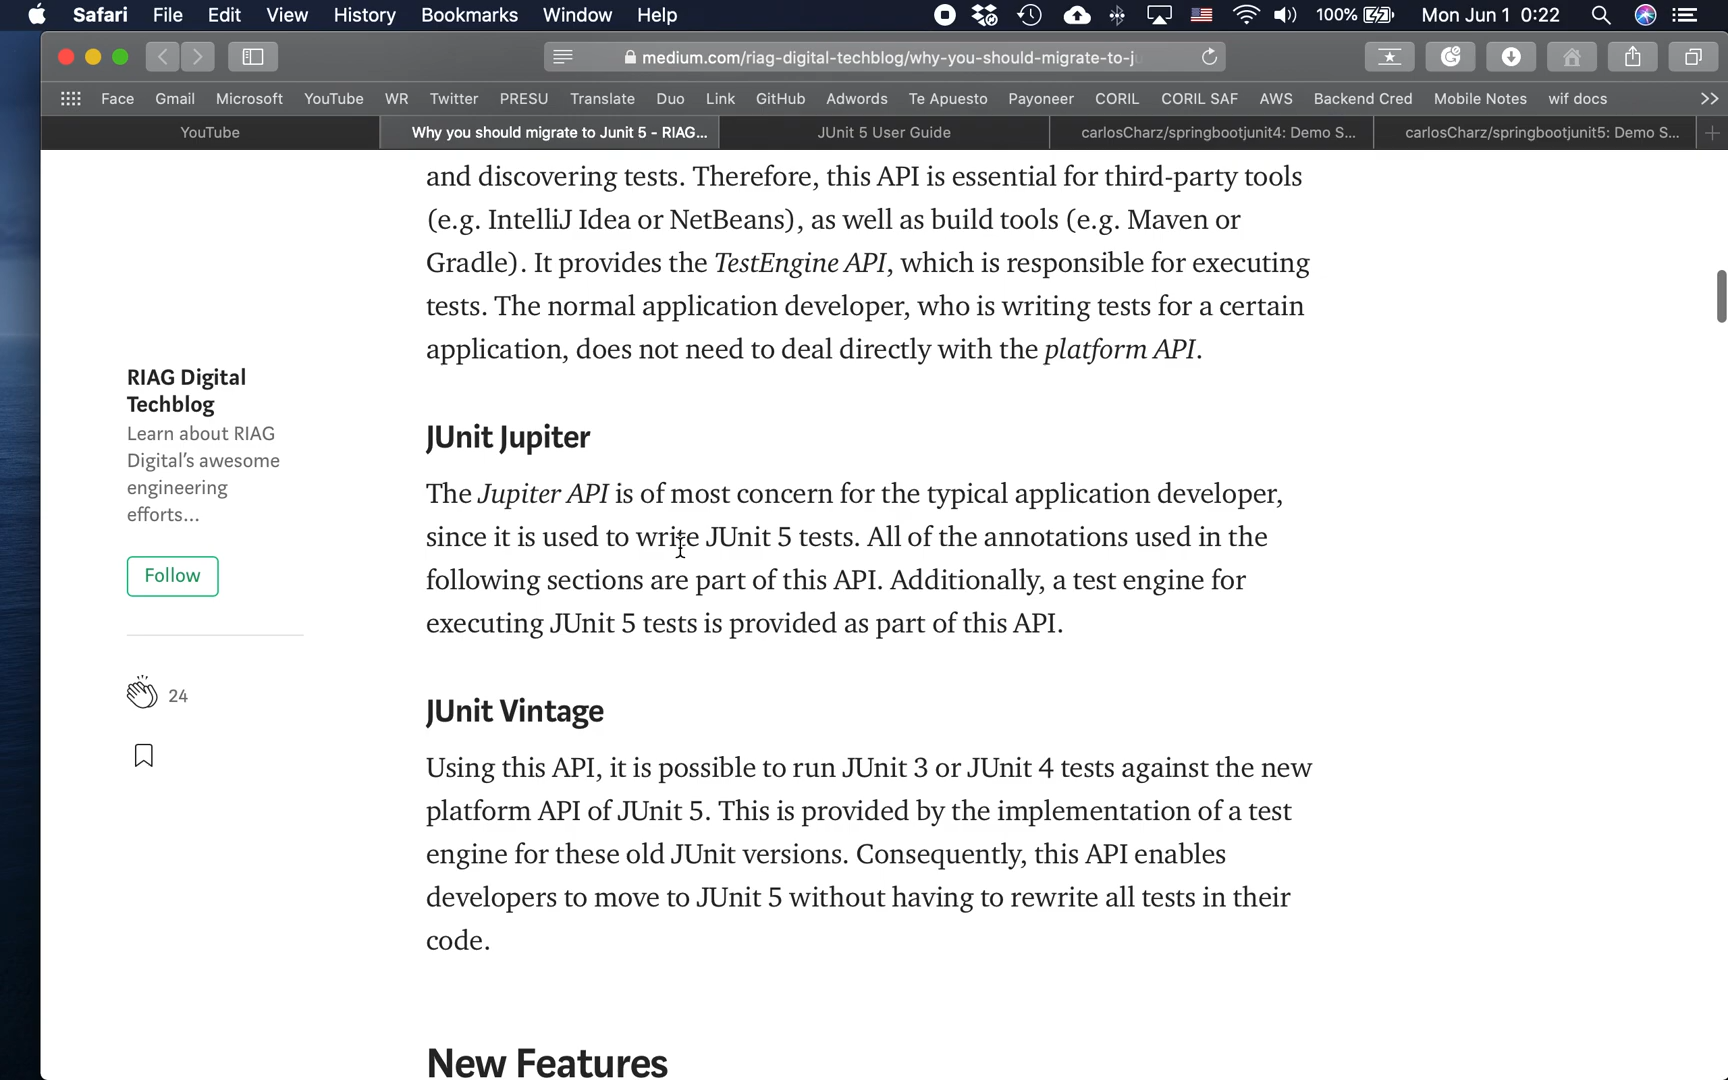 Safari File Edit View History Bookmarks Window Help 100% Mon Jun 1 0:22
medium.com/riag-digital-techblog/why-you-should-migrate-to-ju
Face Gmail Microsoft YouTube WR Twitter PRESU Translate Duo Link GitHub Adwords Te Apuesto Payoneer CORIL CORIL SAF AWS Backend Cred Mobile Notes wif docs
YouTube Why you should migrate to Junit 5 - RIAG... JUnit 5 User Guide carlosCharz/springbootjunit4: Demo S... carlosCharz/springbootjunit5: Demo S...
and discovering tests. Therefore, this API is essential for third-party tools
(e.g. IntelliJ Idea or NetBeans), as well as build tools (e.g. Maven or
Gradle). It provides the TestEngine API, which is responsible for executing
tests. The normal application developer, who is writing tests for a certain
application, does not need to deal directly with the platform API.
RIAG Digital
Techblog
Learn about RIAG
Digital's awesome
engineering
efforts...
Follow
24
JUnit Jupiter
The Jupiter API is of most concern for the typical application developer,
since it is used to write JUnit 5 tests. All of the annotations used in the
following sections are part of this API. Additionally, a test engine for
executing JUnit 5 tests is provided as part of this API.
JUnit Vintage
Using this API, it is possible to run JUnit 3 or JUnit 4 tests against the new
platform API of JUnit 5. This is provided by the implementation of a test
engine for these old JUnit versions. Consequently, this API enables
developers to move to JUnit 5 without having to rewrite all tests in their
code.
New Features